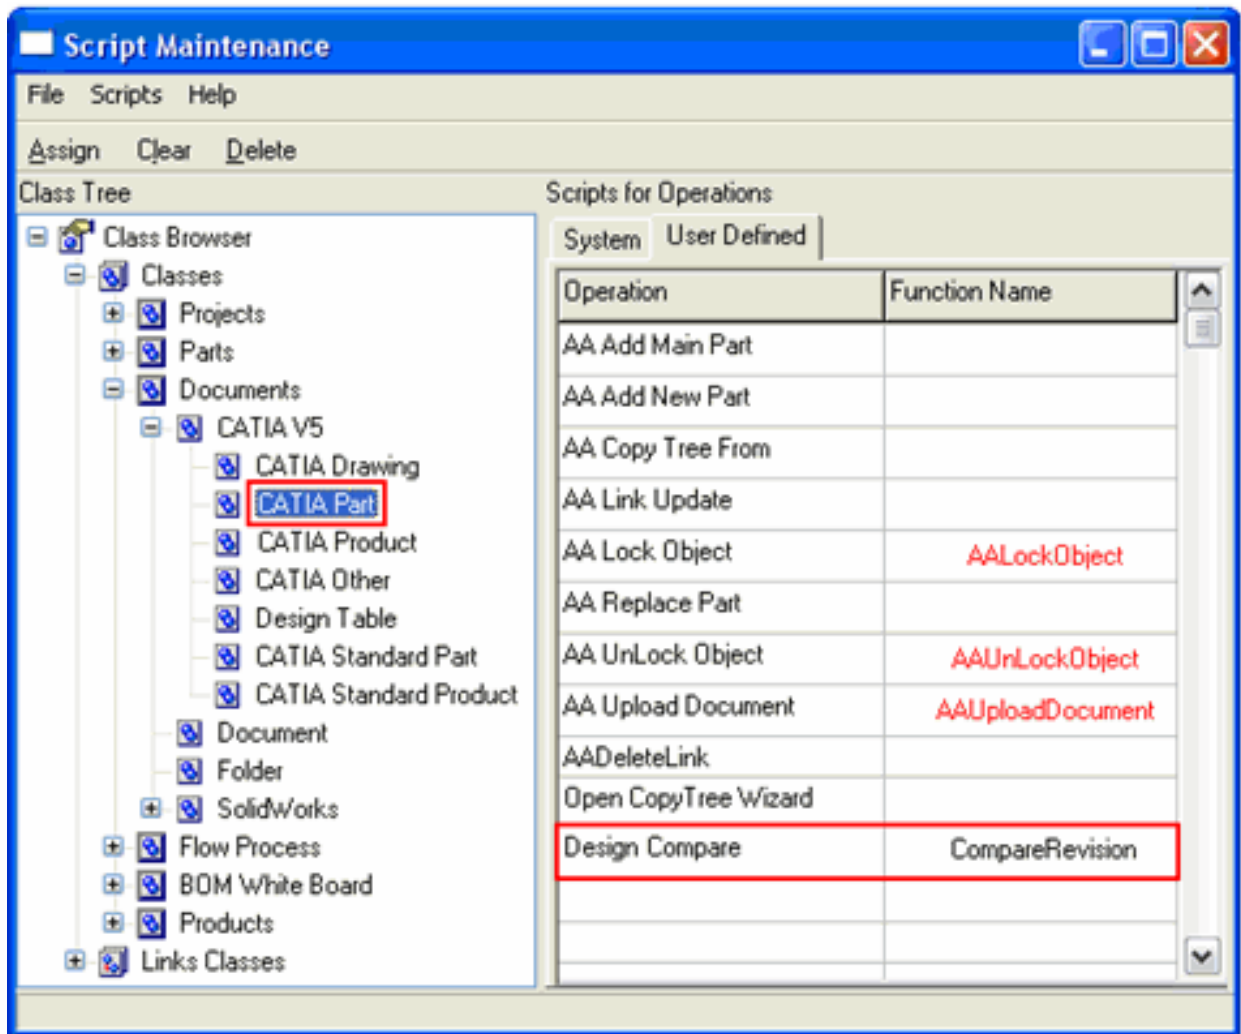 Script Maintenance
File Scripts Help
Assign Clear Delete
Class Tree
Class Browser
Classes
Projects
Parts
Documents
CATIA V5
CATIA Drawing
CATIA Part
CATIA Product
CATIA Other
Design Table
CATIA Standard Part
CATIA Standard Product
Document
Folder
SolidWorks
Flow Process
BOM White Board
Products
Links Classes
Scripts for Operations
System User Defined
Operation Function Name
AA Add Main Part
AA Add New Part
AA Copy Tree From
AA Link Update
AA Lock Object AALockObject
AA Replace Part
AA UnLock Object AAUnLockObject
AA Upload Document AAUploadDocument
AADeleteLink
Open CopyTree Wizard
Design Compare CompareRevision